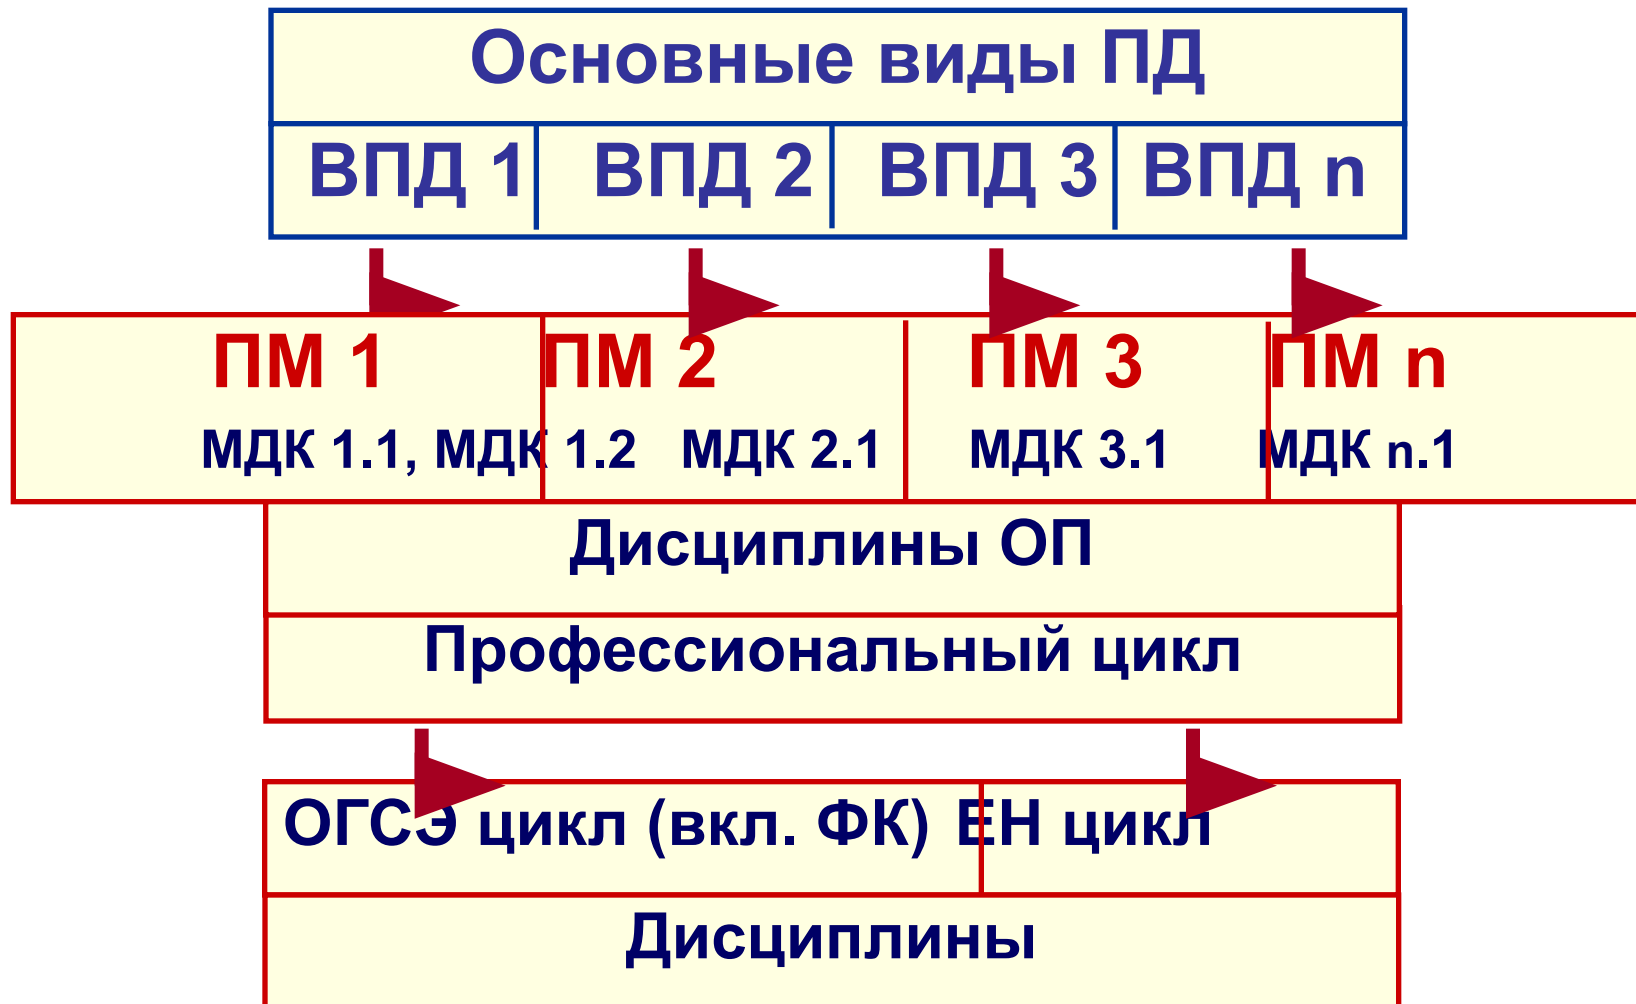 Основные виды ПД
ВПД 1 ВПД 2 ВПД 3 ВПД n
ПМ 1 ПМ 2 ПМ 3 ПМ n
МДК 1.1, МДК 1.2 МДК 2.1 МДК 3.1 МДК n.1
Дисциплины ОП
Профессиональный цикл
ОГСЭ цикл (вкл. ФК) ЕН цикл
Дисциплины